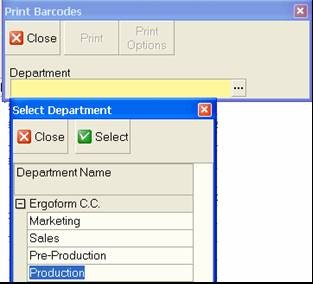 Print Barcodes
Close
Print
Print
Options
Department
...
Select Department
Close
Select
Department Name
Ergoform C.C.
Marketing
Sales
Pre-Production
Production